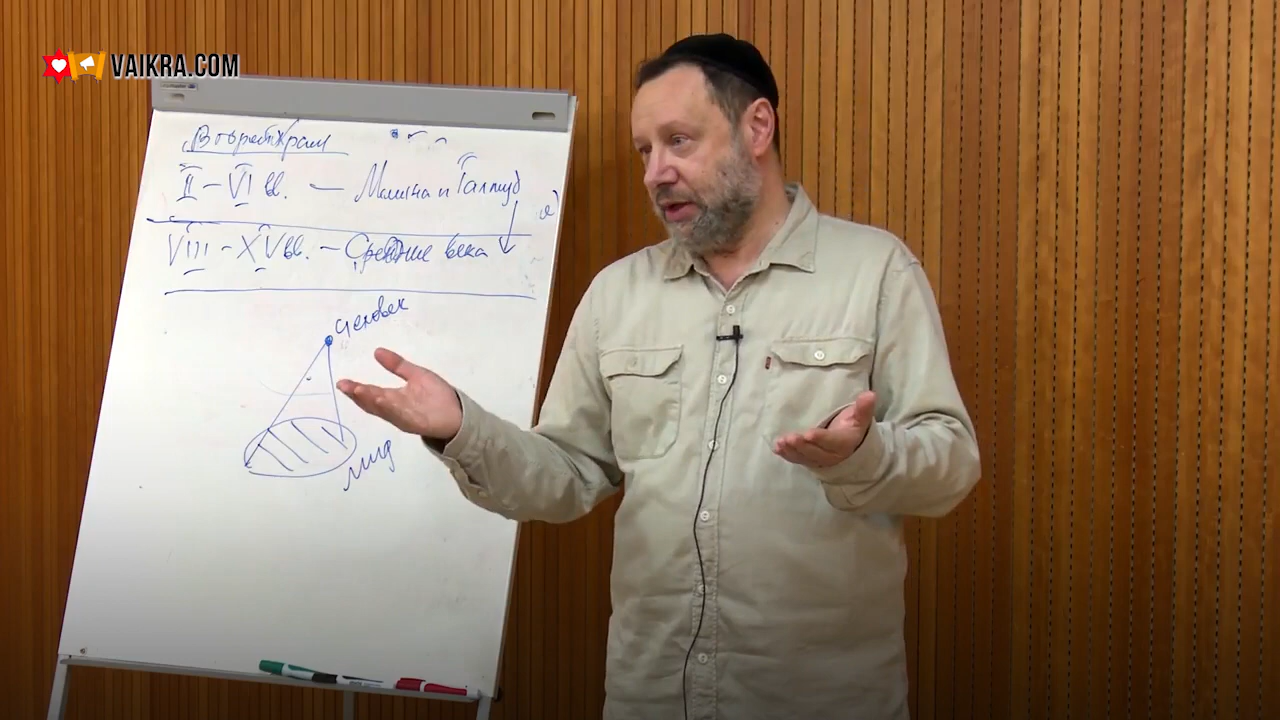 VAIKRA.COM
Второй Храм
II – VI вв. — Мишна и Талмуд
VIII – XV вв. — Средние века
человек
мир